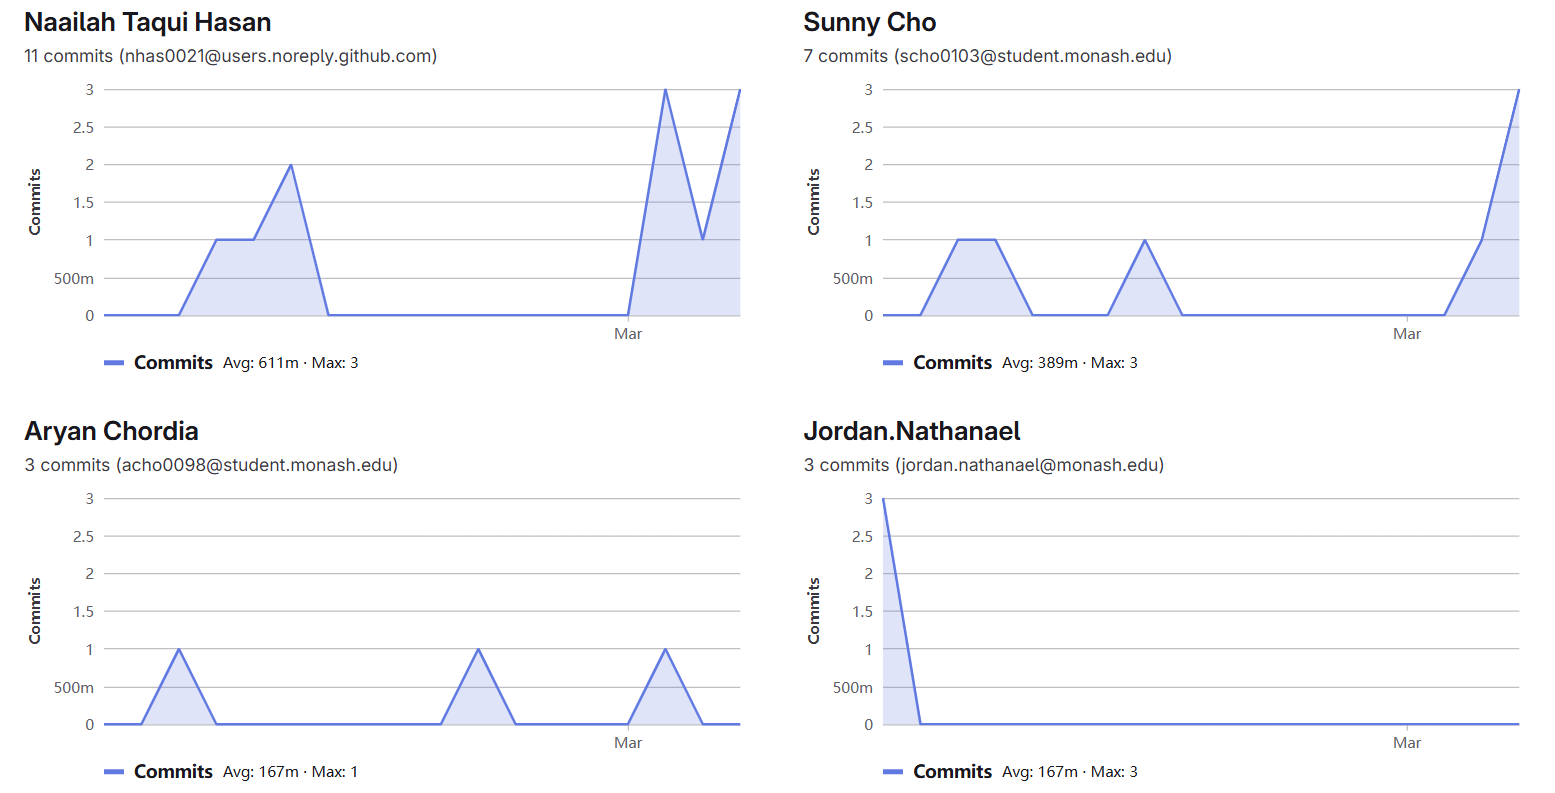 Naailah Taqui Hasan
11 commits (nhas0021@users.noreply.github.com)
3
2.5
2
1.5
1
500m
0
Commits
Mar
Commits Avg: 611m · Max: 3
Sunny Cho
7 commits (scho0103@student.monash.edu)
3
2.5
2
1.5
1
500m
0
Commits
Mar
Commits Avg: 389m · Max: 3
Aryan Chordia
3 commits (acho0098@student.monash.edu)
3
2.5
2
1.5
1
500m
0
Commits
Mar
Commits Avg: 167m · Max: 1
Jordan.Nathanael
3 commits (jordan.nathanael@monash.edu)
3
2.5
2
1.5
1
500m
0
Commits
Mar
Commits Avg: 167m · Max: 3